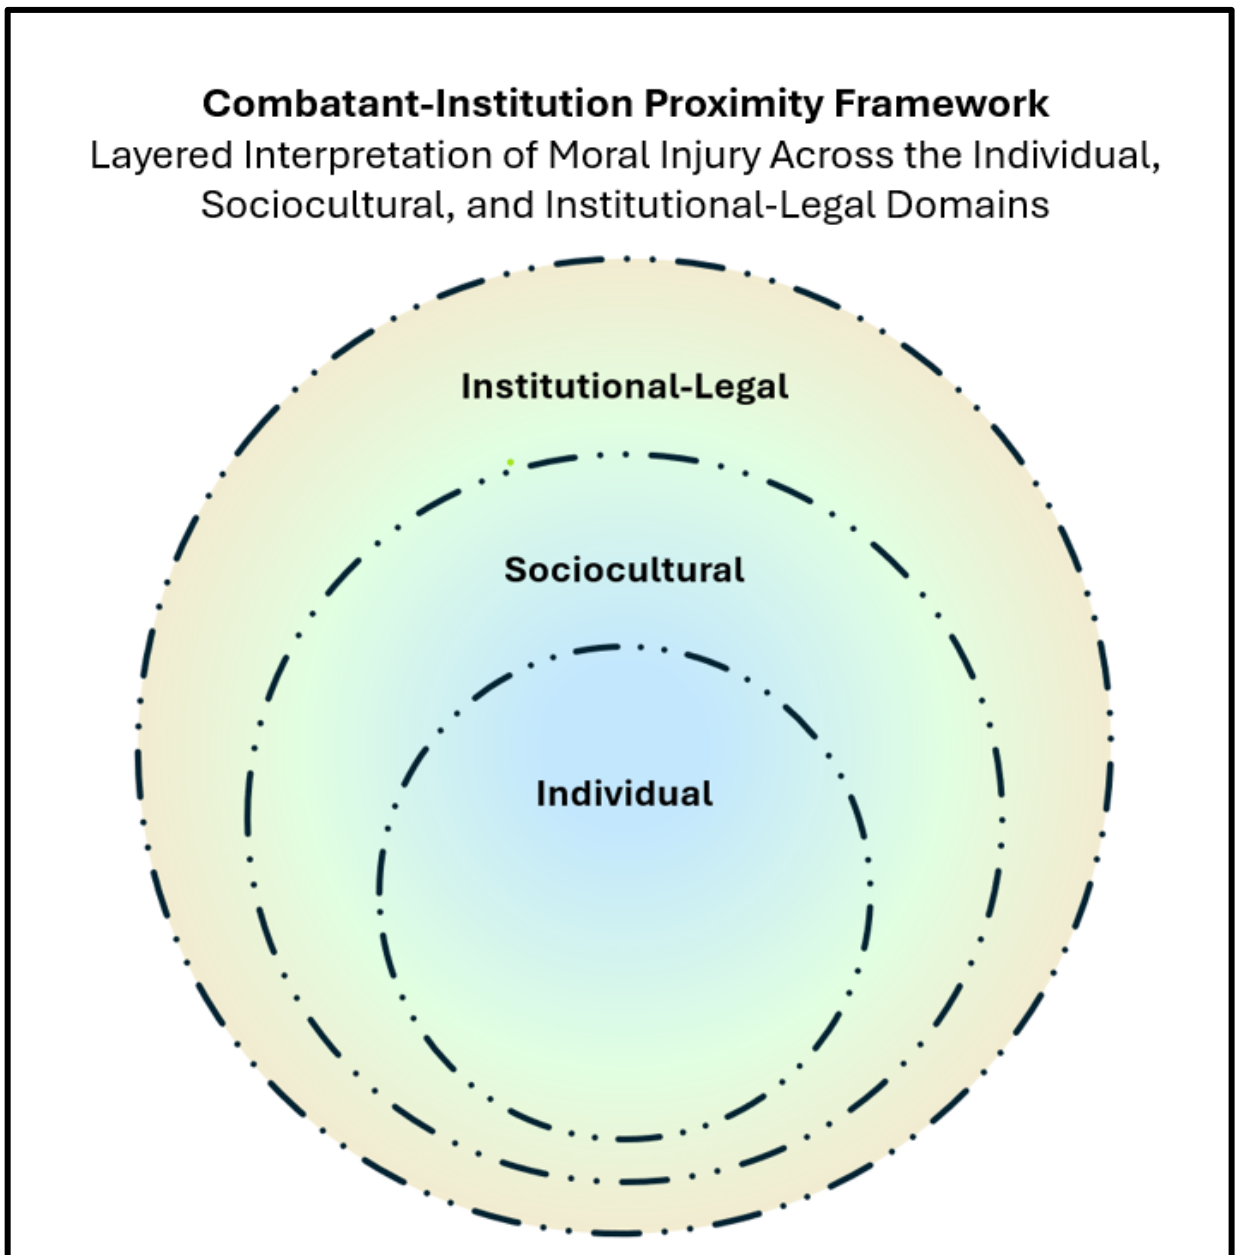 Combatant-Institution Proximity Framework
Layered Interpretation of Moral Injury Across the Individual,
Sociocultural, and Institutional-Legal Domains
Institutional-Legal
Sociocultural
Individual